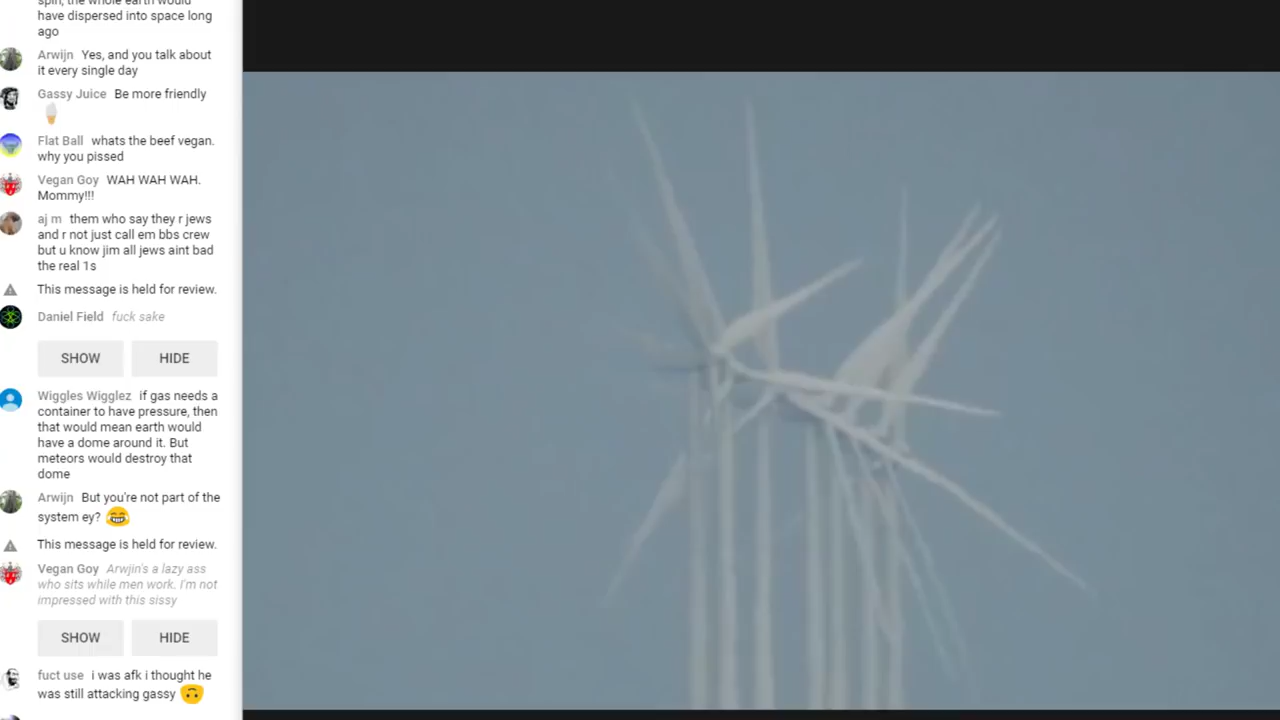 spin, the whole earth would
have dispersed into space long
ago
Arwijn Yes, and you talk about
it every single day
Gassy Juice Be more friendly
Flat Ball whats the beef vegan.
why you pissed
Vegan Goy WAH WAH WAH.
Mommy!!!
aj m them who say they r jews
and r not just call em bbs crew
but u know jim all jews aint bad
the real 1s
This message is held for review.
Daniel Field fuck sake
SHOW HIDE
Wiggles Wigglez if gas needs a
container to have pressure, then
that would mean earth would
have a dome around it. But
meteors would destroy that
dome
Arwijn But you're not part of the
system ey? 😂
This message is held for review.
Vegan Goy Arwjin's a lazy ass
who sits while men work. I'm not
impressed with this sissy
SHOW HIDE
fuct use i was afk i thought he
was still attacking gassy 🙃